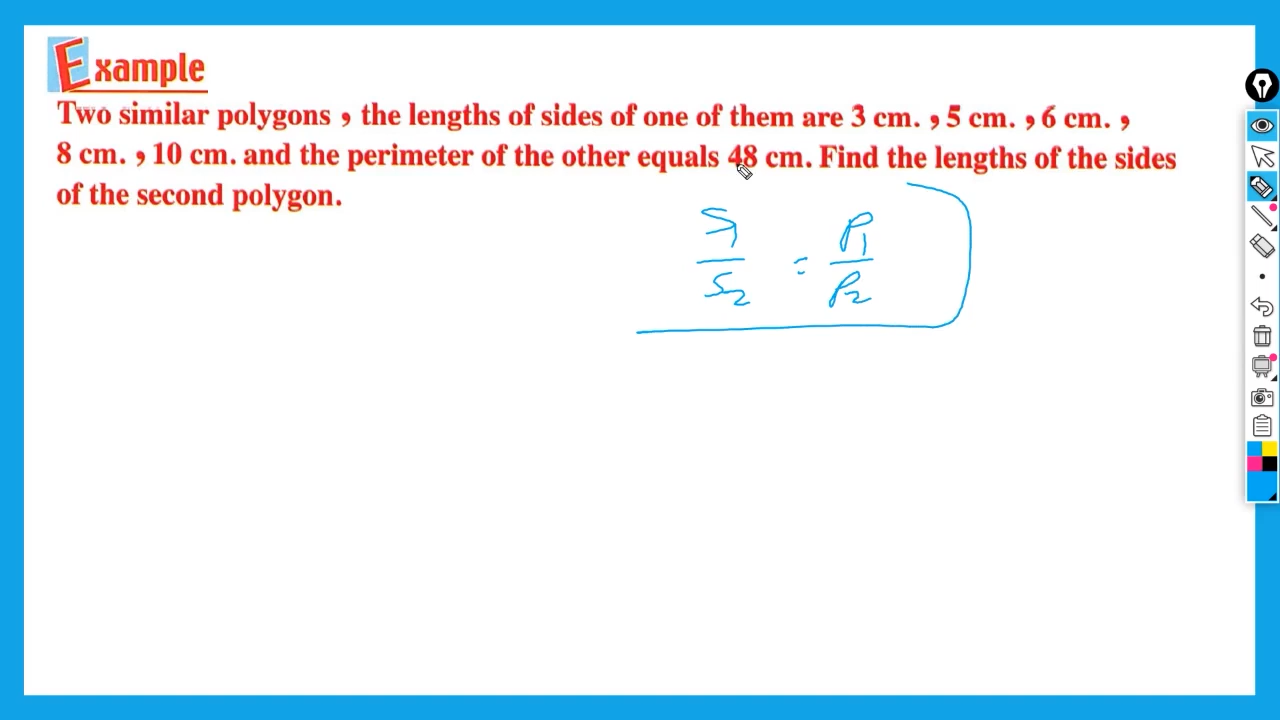 Example
Two similar polygons , the lengths of sides of one of them are 3 cm. , 5 cm. , 6 cm. ,
8 cm. , 10 cm. and the perimeter of the other equals 48 cm. Find the lengths of the sides
of the second polygon.
S1/S2 = P1/P2